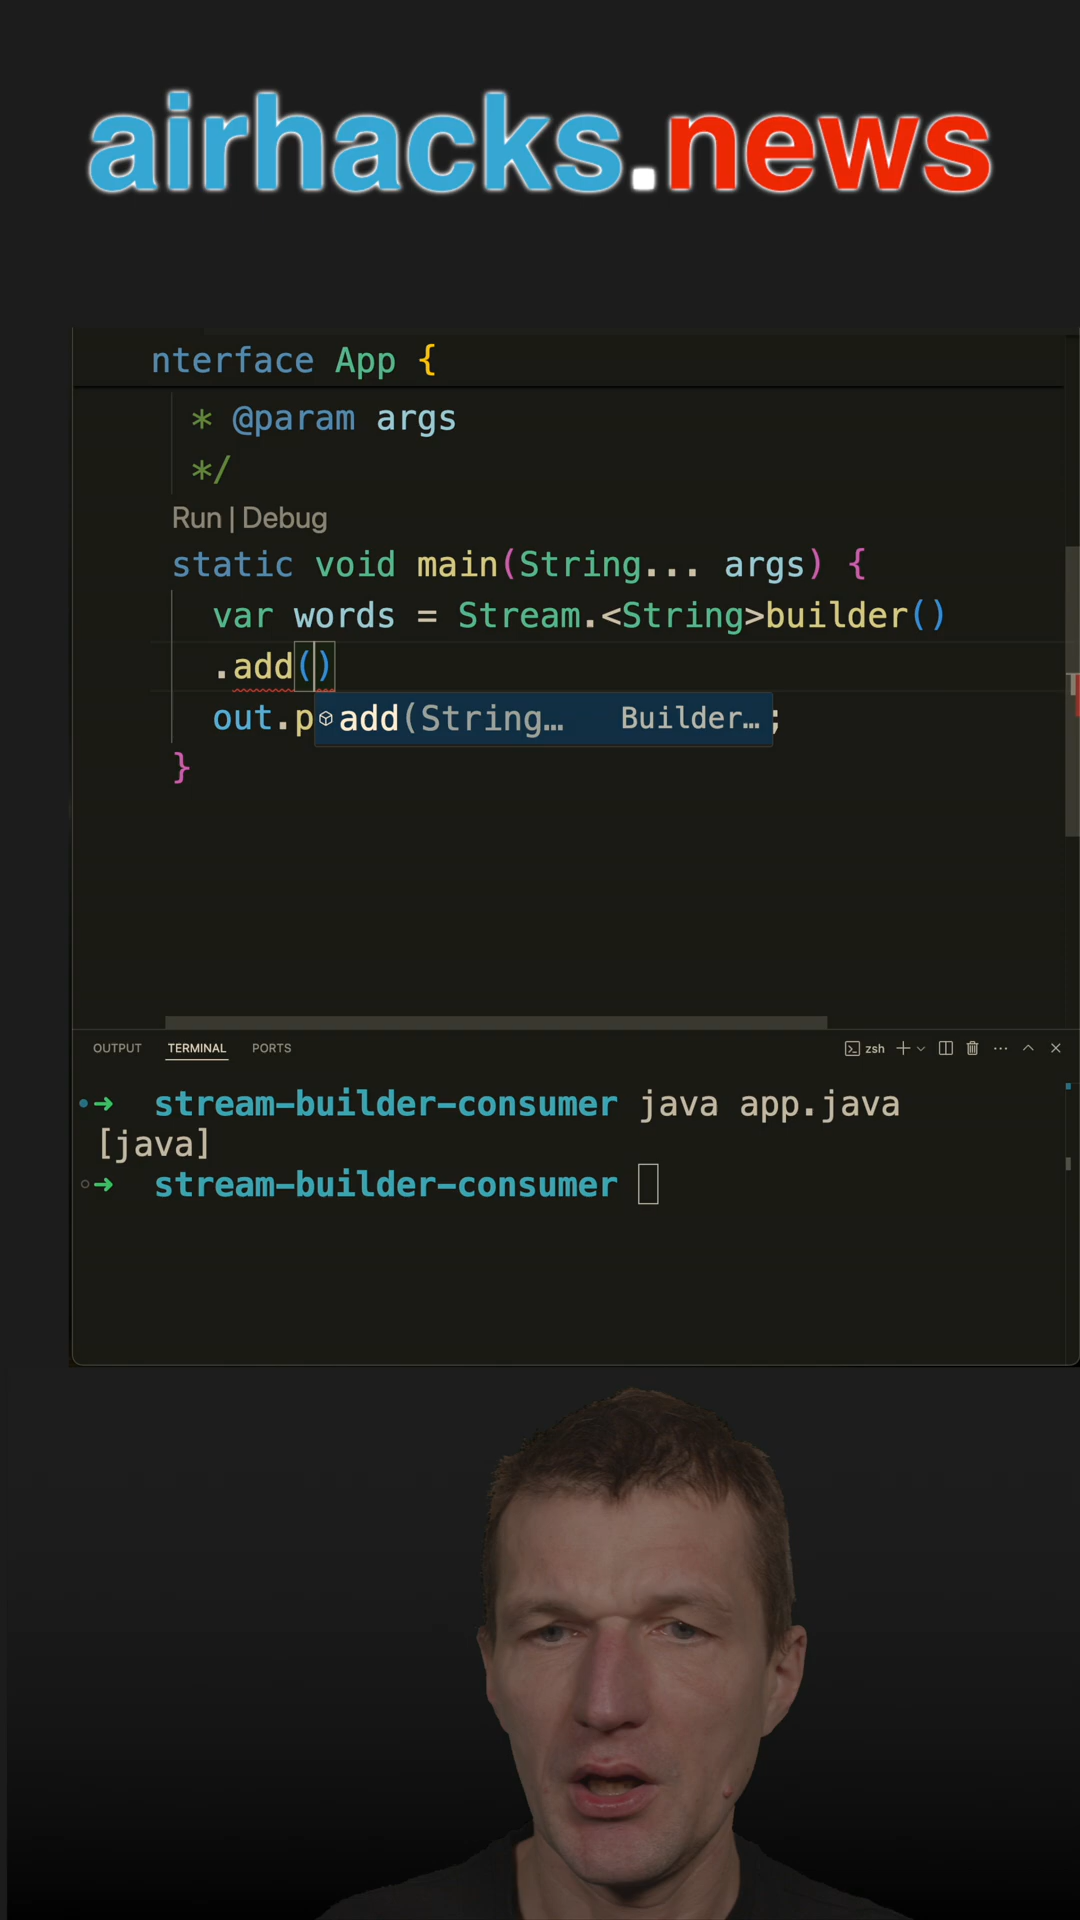 airhacks.news
nterface App {
* @param args
*/
Run | Debug
static void main(String... args) {
var words = Stream.<String>builder()
.add()
out.p ;
add(String… Builder…
}
OUTPUT TERMINAL PORTS zsh
stream-builder-consumer java app.java
[java]
stream-builder-consumer